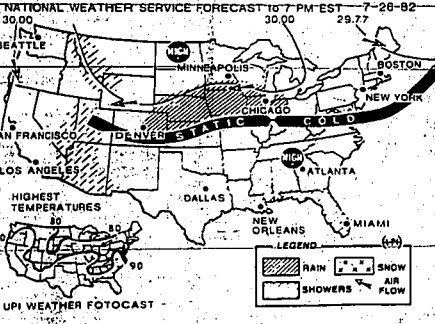 NATIONAL WEATHER SERVICE FORECAST to 7 PM EST 7-26-82
30.00 30.00 29.77
SEATTLE
HIGH
MINNEAPOLIS
BOSTON
CHICAGO
NEW YORK
SAN FRANCISCO
DENVER
STATIC COLD
HIGH
LOS ANGELES
ATLANTA
DALLAS
HIGHEST
TEMPERATURES
NEW
ORLEANS
MIAMI
80
80
90
LEGEND
RAIN
SNOW
SHOWERS
AIR
FLOW
UPI WEATHER FOTOCAST